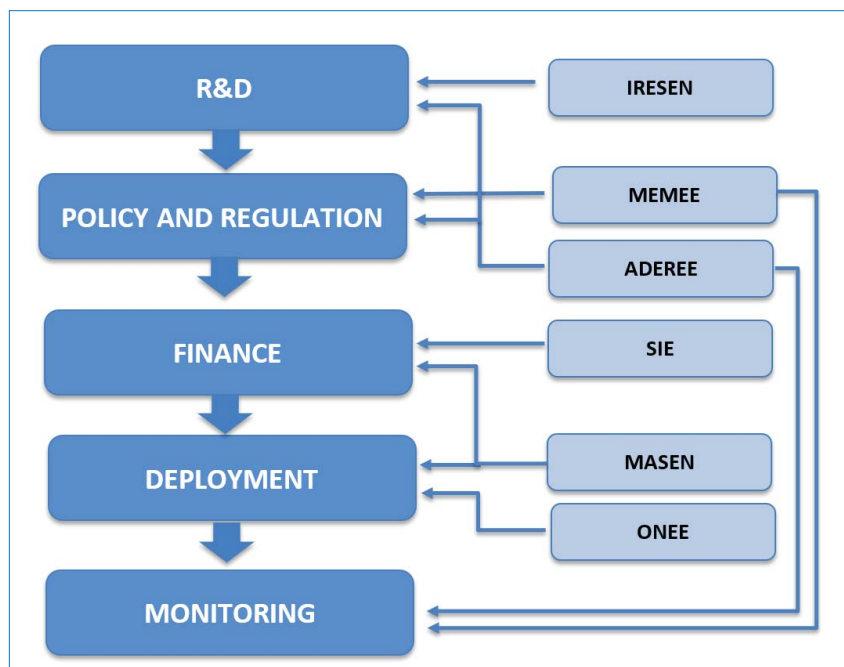 R&D
IRESEN
POLICY AND REGULATION
MEMEE
ADEREE
FINANCE
SIE
DEPLOYMENT
MASEN
ONEE
MONITORING